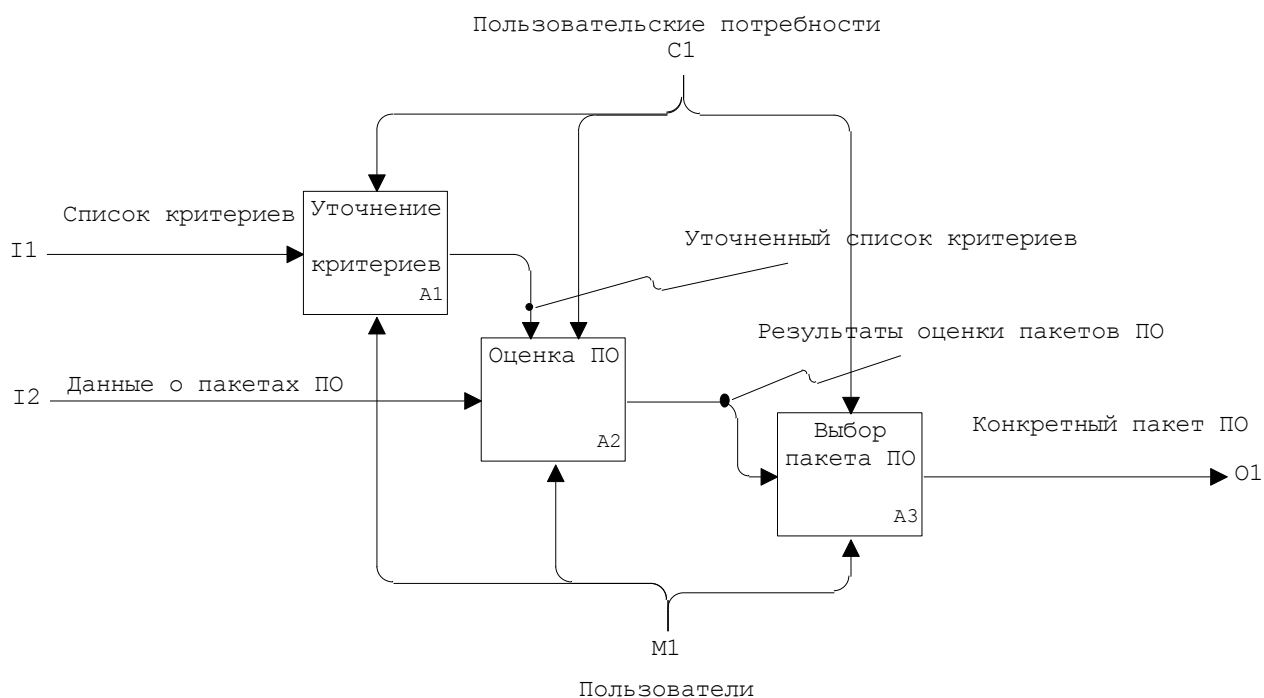 Пользовательские потребности
C1
Список критериев
I1
Уточнение
критериев
A1
Уточненный список критериев
Результаты оценки пакетов ПО
Данные о пакетах ПО
I2
Оценка ПО
A2
Выбор
пакета ПО
A3
Конкретный пакет ПО
O1
M1
Пользователи